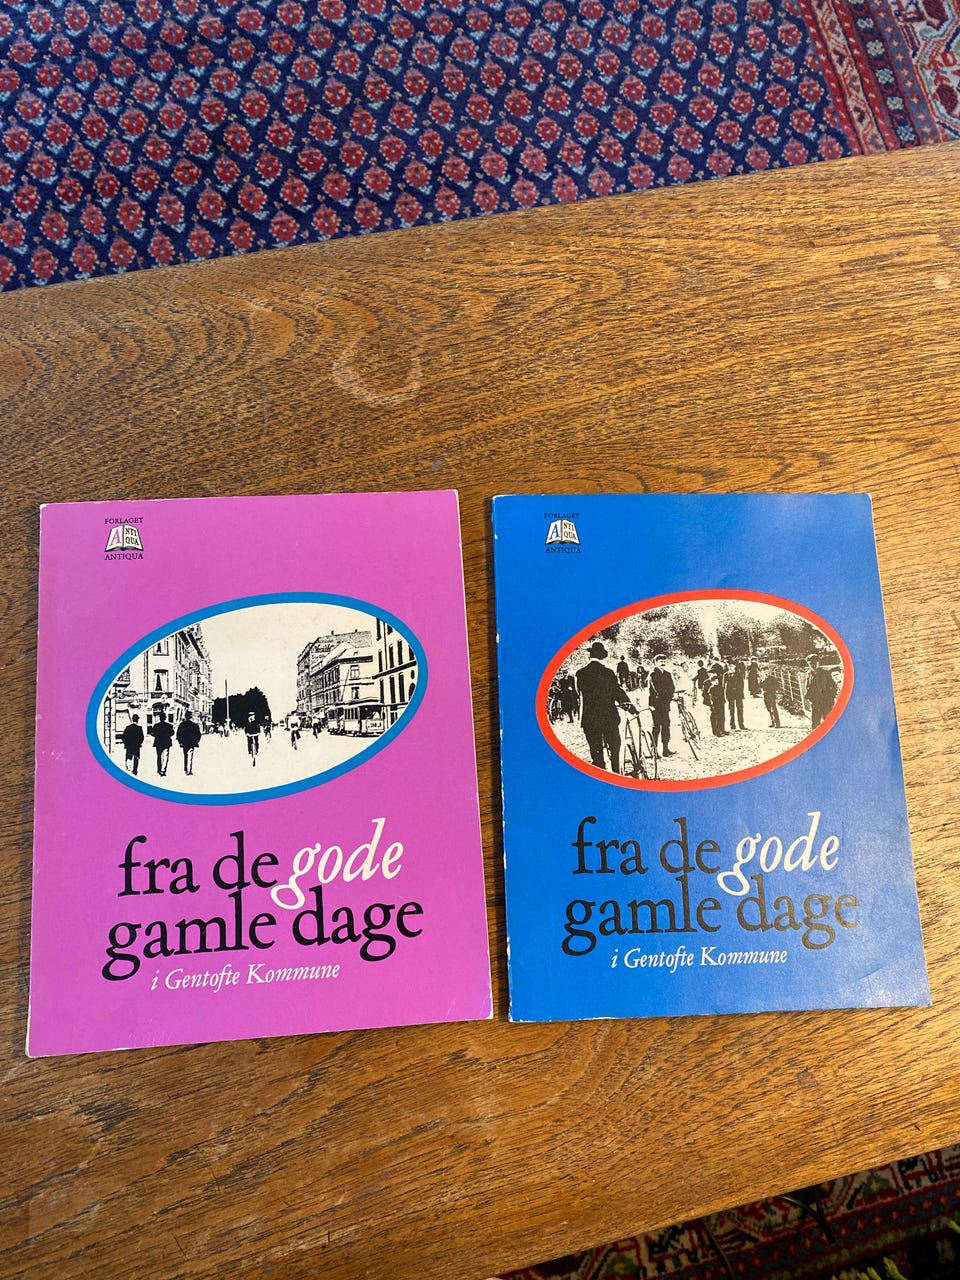 FORLAGET
ANTI
QUA
ANTIQUA
fra de gode
gamle dage
i Gentofte Kommune
FORLAGET
ANTI
QUA
ANTIQUA
fra de gode
gamle dage
i Gentofte Kommune